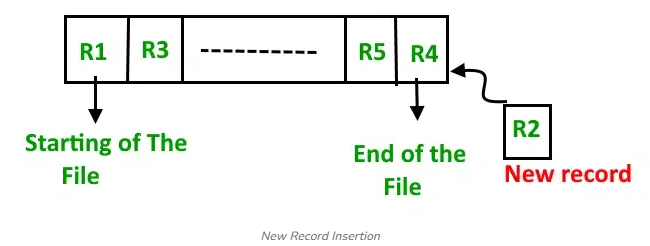 R1 R3 R5 R4
R2
Starting of The
File
End of the
File
New record
New Record Insertion